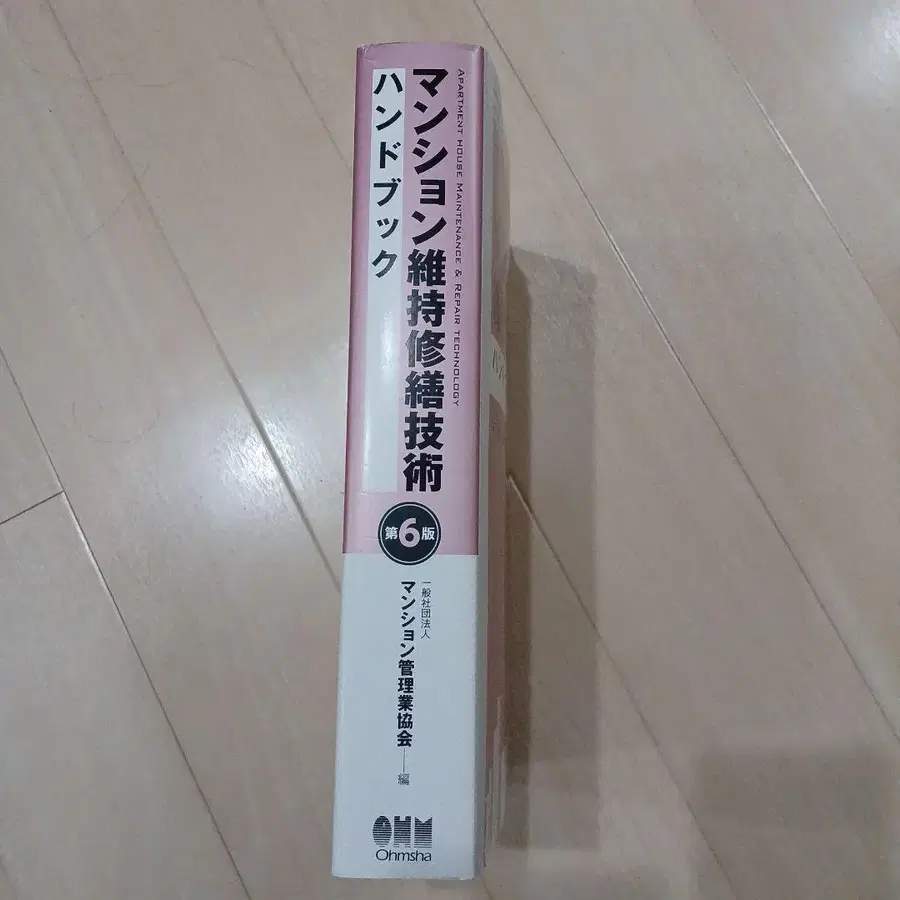 APARTMENT HOUSE MAINTENANCE & REPAIR TECHNOLOGY
マンション維持修繕技術
ハンドブック
第6版
一般社団法人
マンション管理業協会──編
OHM
Ohmsha